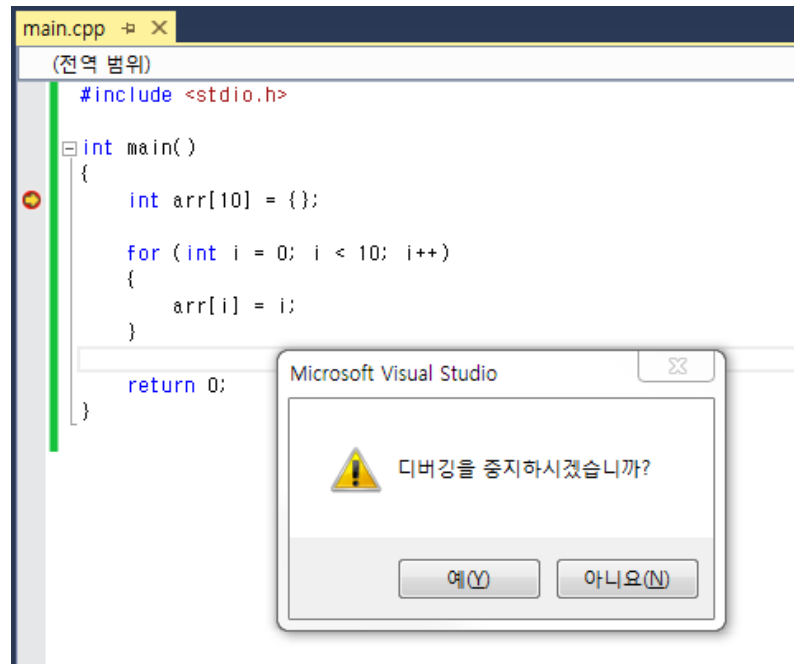 main.cpp
(전역 범위)
#include <stdio.h>
int main()
{
int arr[10] = {};
for (int i = 0; i < 10; i++)
{
arr[i] = i;
}
return 0;
}
Microsoft Visual Studio
디버깅을 중지하시겠습니까?
예(Y)
아니요(N)